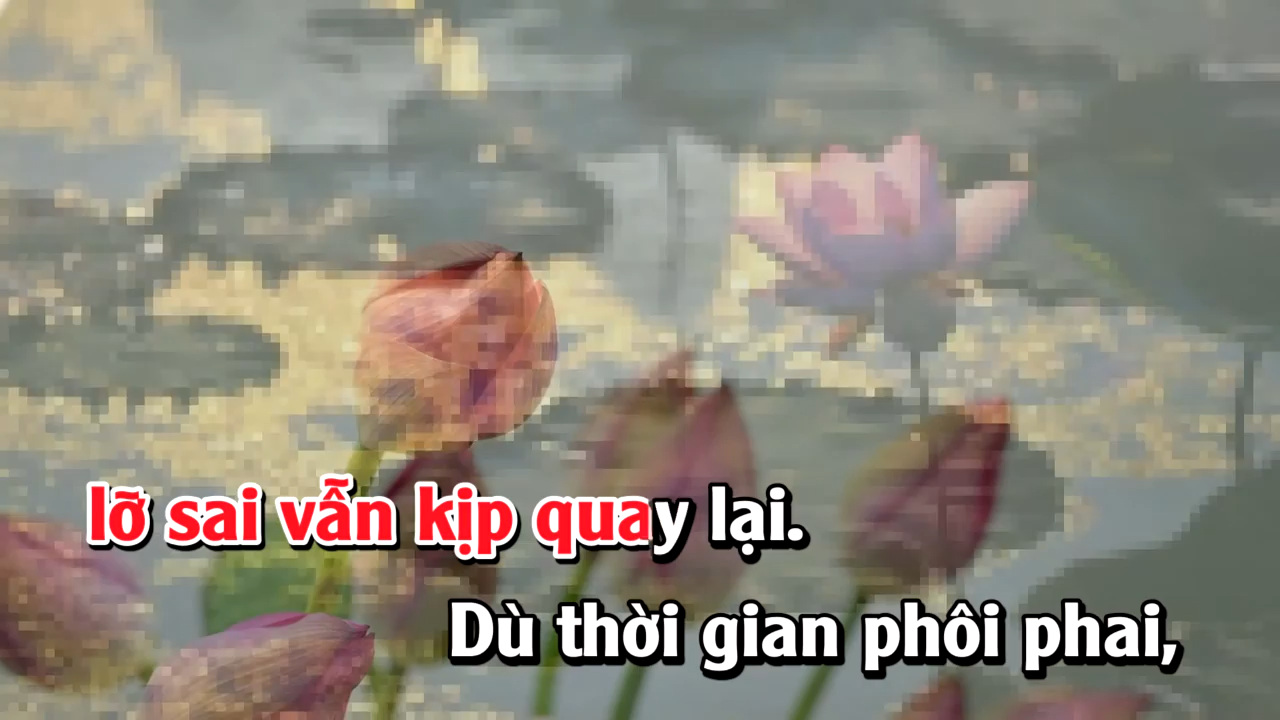 lỡ sai vẫn kịp quay lại.
Dù thời gian phôi phai,